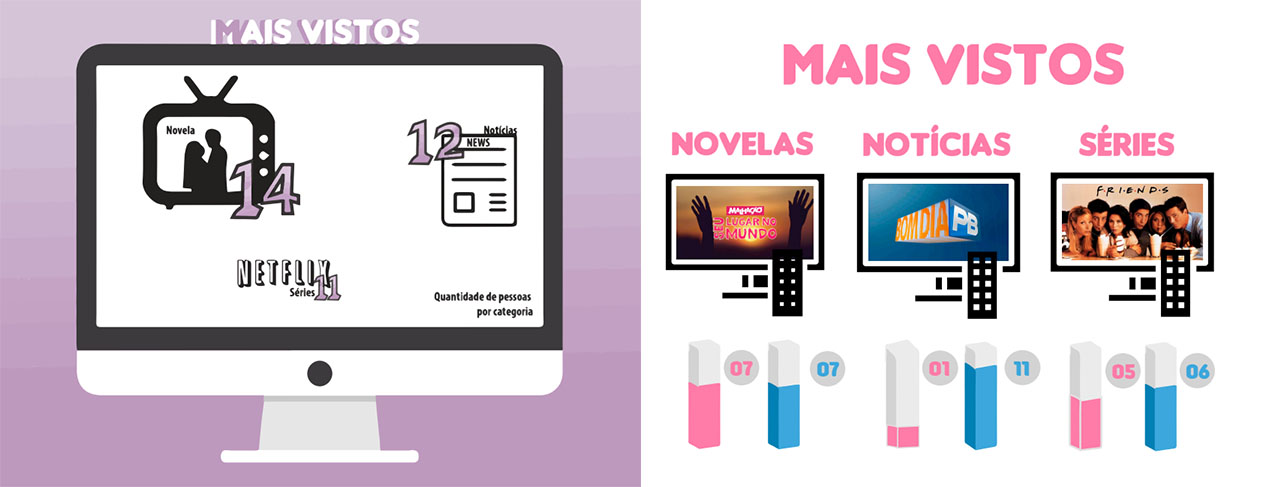 MAIS VISTOS
Novela
14
12
Notícias
NEWS
NETFLIX
Séries 11
Quantidade de pessoas
por categoria
MAIS VISTOS
NOVELAS
NOTÍCIAS
SÉRIES
MALHAÇÃO
SEU
LUGAR NO
MUNDO
BOM DIA PB
F·R·I·E·N·D·S
07
07
01
11
05
06